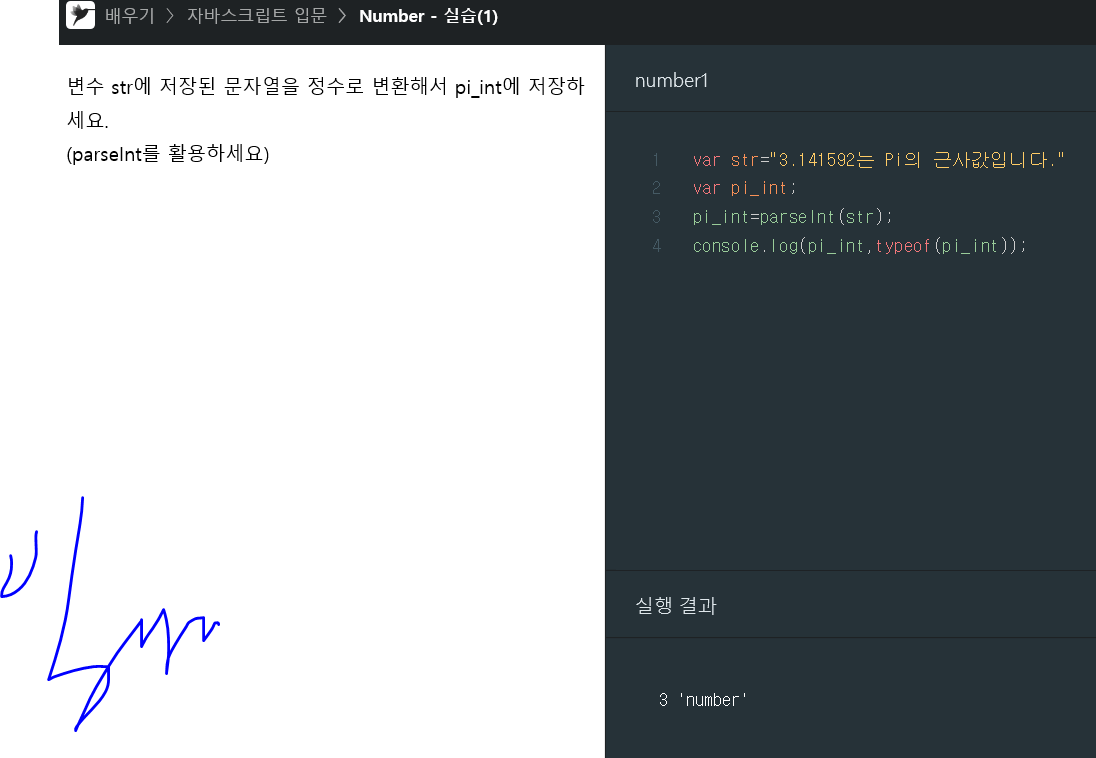 배우기 > 자바스크립트 입문 > Number - 실습(1)
변수 str에 저장된 문자열을 정수로 변환해서 pi_int에 저장하
세요.
(parseInt를 활용하세요)
number1
1 var str="3.141592는 Pi의 근사값입니다."
2 var pi_int;
3 pi_int=parseInt(str);
4 console.log(pi_int,typeof(pi_int));
실행 결과
3 'number'